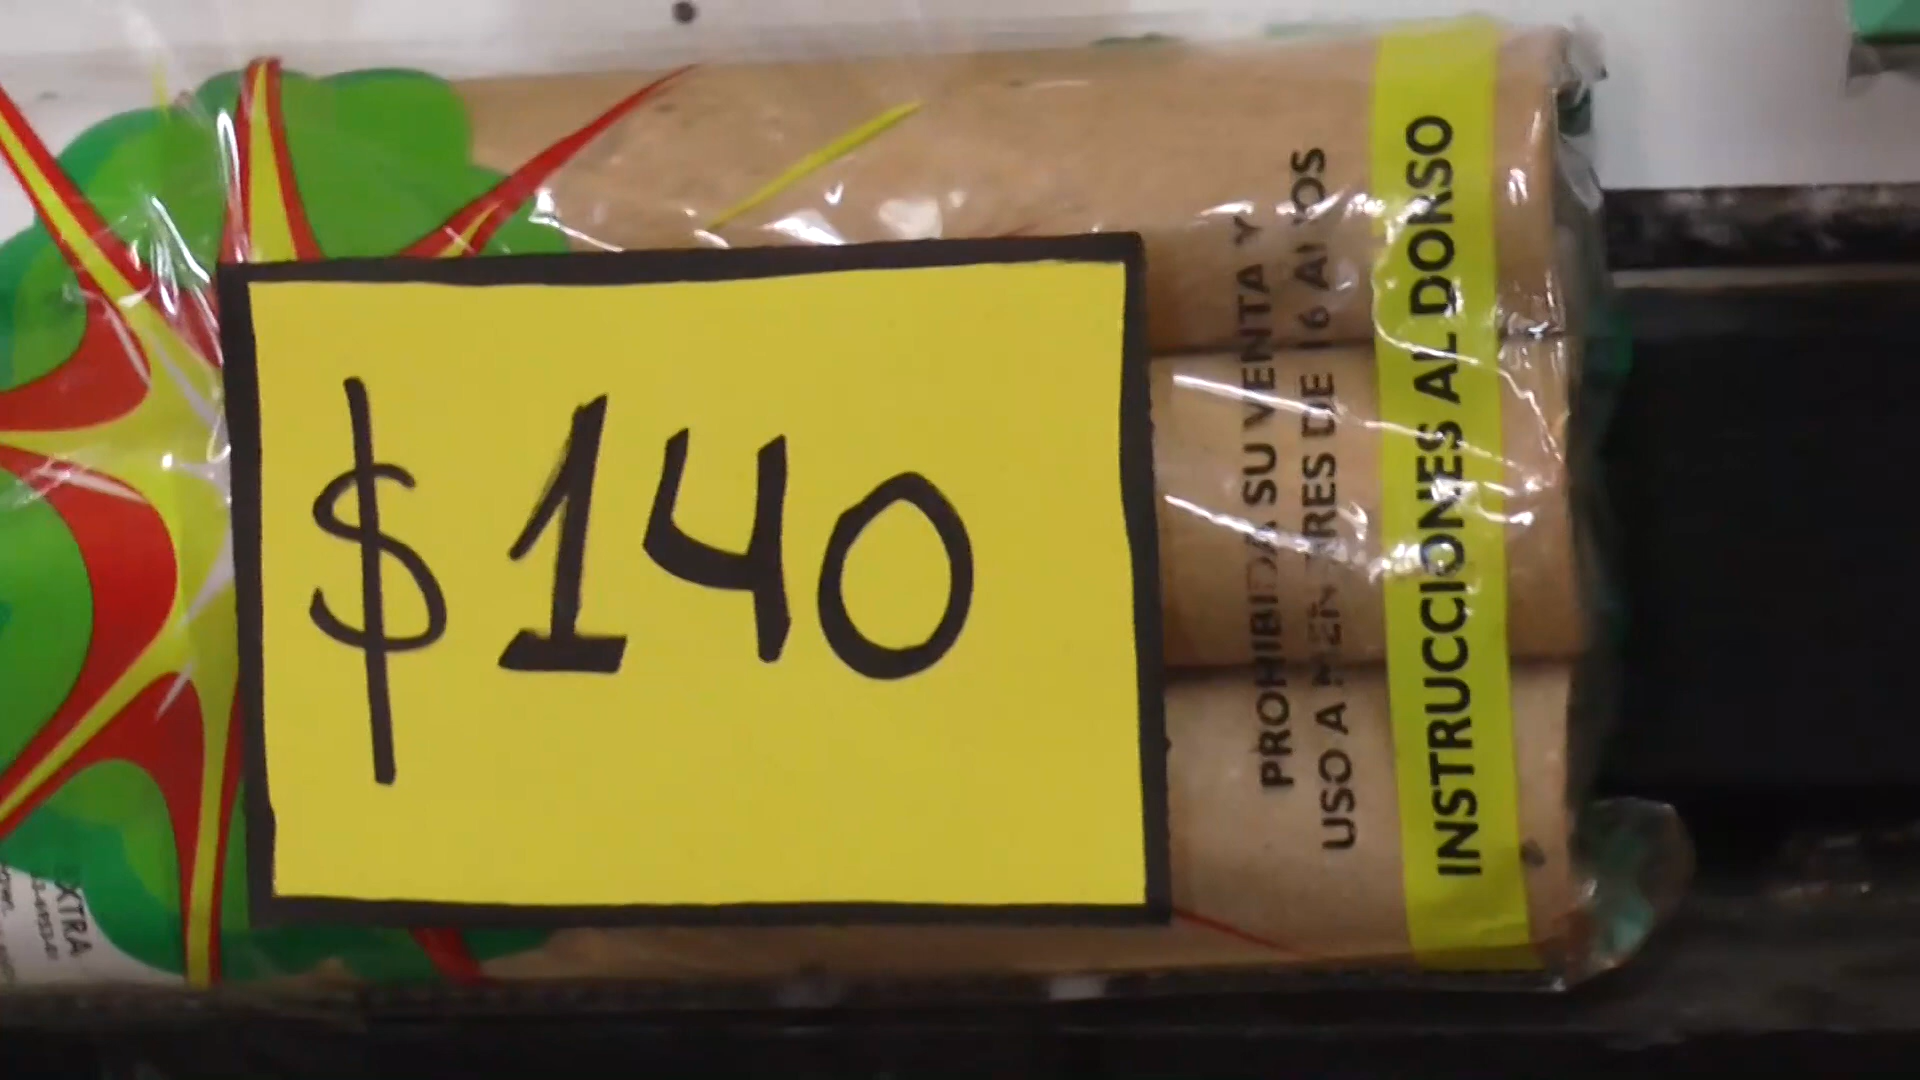 $140
PROHIBIDA SU VENTA Y
USO A MENORES DE 16 AÑOS
INSTRUCCIONES AL DORSO
EXTRA